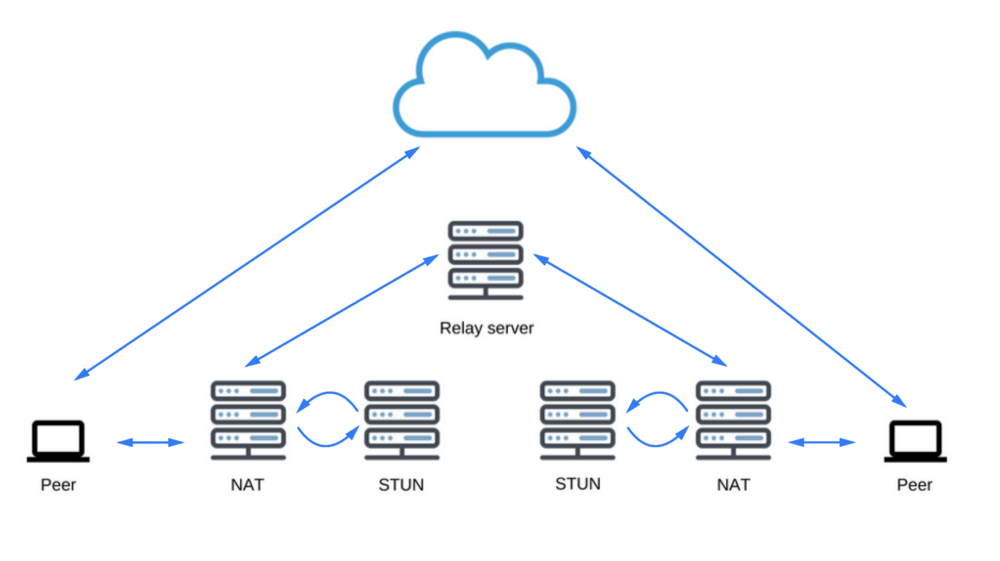 Relay server
Peer
NAT
STUN
STUN
NAT
Peer